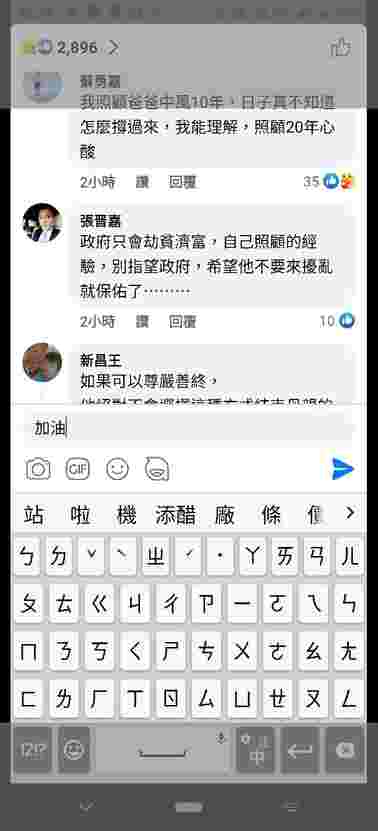 2,896
蘇勇嘉
我照顧爸爸中風10年，日子真不知道
怎麼撐過來，我能理解，照顧20年心
酸
2小時 讚 回覆 35
張晉嘉
政府只會劫貧濟富，自己照顧的經
驗，別指望政府，希望他不要來擾亂
就保佑了⋯⋯⋯
2小時 讚 回覆 10
新昌王
如果可以尊嚴善終，
加油
GIF
站 啦 機 添醋 廠 條
ㄅ ㄉ ˇ ˋ ㄓ ˊ ˙ ㄚ ㄞ ㄢ ㄦ
ㄆ ㄊ ㄍ ㄐ ㄔ ㄗ ㄧ ㄛ ㄟ ㄣ
ㄇ ㄋ ㄎ ㄑ ㄕ ㄘ ㄨ ㄜ ㄠ ㄤ
ㄈ ㄌ ㄏ ㄒ ㄖ ㄙ ㄩ ㄝ ㄡ ㄥ
!2!? 中